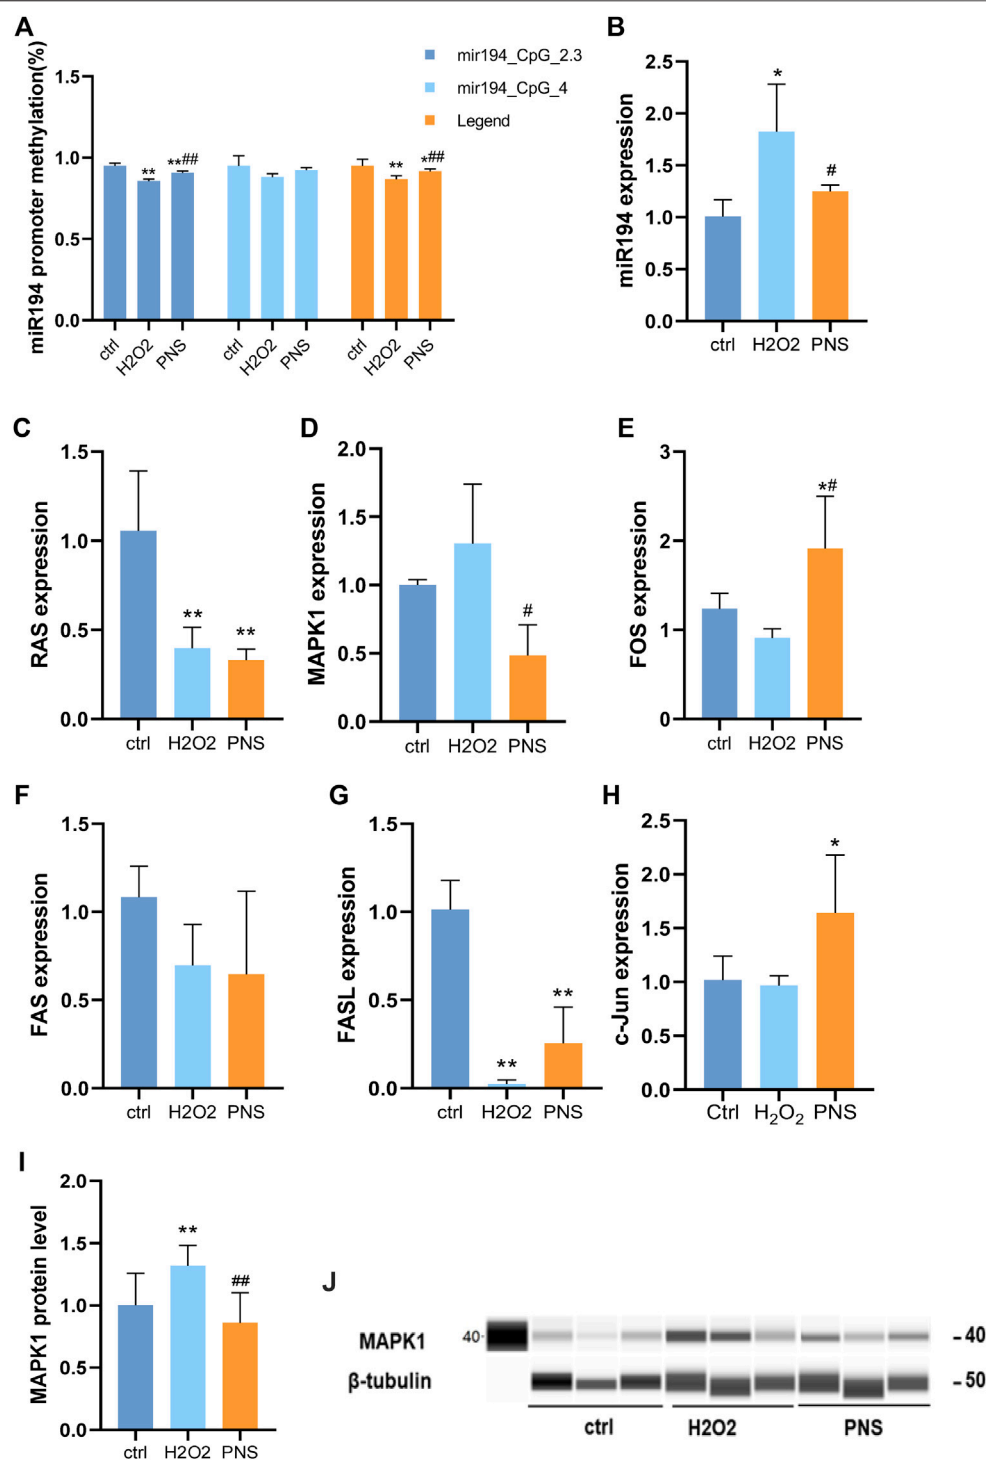 A
miR194 promoter methylation(%)
1.5
1.0
0.5
0.0
** **## ** *##
ctrl H2O2 PNS ctrl H2O2 PNS ctrl H2O2 PNS
mir194_CpG_2.3
mir194_CpG_4
Legend
B
miR194 expression
2.5
2.0
1.5
1.0
0.5
0.0
*
#
ctrl H2O2 PNS
C
RAS expression
1.5
1.0
0.5
0.0
** **
ctrl H2O2 PNS
D
MAPK1 expression
2.0
1.5
1.0
0.5
0.0
#
ctrl H2O2 PNS
E
FOS expression
3
2
1
0
*#
ctrl H2O2 PNS
F
FAS expression
1.5
1.0
0.5
0.0
ctrl H2O2 PNS
G
FASL expression
1.5
1.0
0.5
0.0
** **
ctrl H2O2 PNS
H
c-Jun expression
2.5
2.0
1.5
1.0
0.5
0.0
*
Ctrl H₂O₂ PNS
I
MAPK1 protein level
2.0
1.5
1.0
0.5
0.0
** ##
ctrl H2O2 PNS
J
MAPK1 40- - 40
β-tubulin - 50
ctrl H2O2 PNS